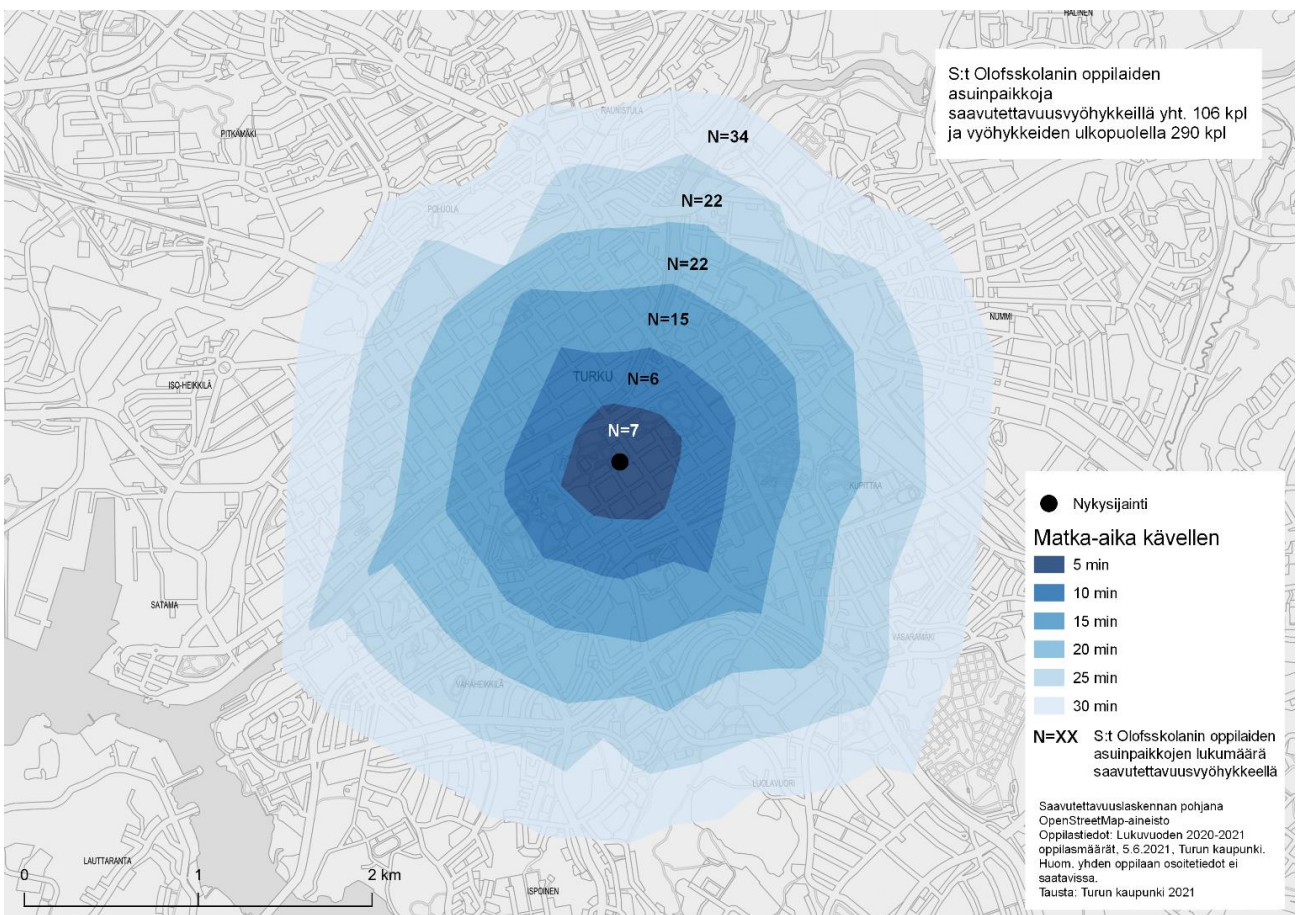 HALINEN
S:t Olofsskolanin oppilaiden
asuinpaikkoja
saavutettavuusvyöhykkeillä yht. 106 kpl
ja vyöhykkeiden ulkopuolella 290 kpl
RAUNISTULA
PITKÄMÄKI
N=34
N=22
POHJOLA
N=22
NUMMI
N=15
TURKU
N=6
ISO-HEIKKILÄ
N=7
KUPITTAA
Nykysijainti
Matka-aika kävellen
5 min
10 min
15 min
20 min
25 min
30 min
SATAMA
VASARAMÄKI
VÄHÄHEIKKILÄ
N=XX S:t Olofsskolanin oppilaiden
asuinpaikkojen lukumäärä
saavutettavuusvyöhykkeellä
LUOLAVUORI
Saavutettavuuslaskennan pohjana
OpenStreetMap-aineisto
Oppilastiedot: Lukuvuoden 2020-2021
oppilasmäärät, 5.6.2021, Turun kaupunki.
Huom. yhden oppilaan osoitetiedot ei
saatavissa.
Tausta: Turun kaupunki 2021
LAUTTARANTA
0 1 2 km
ISPOINEN